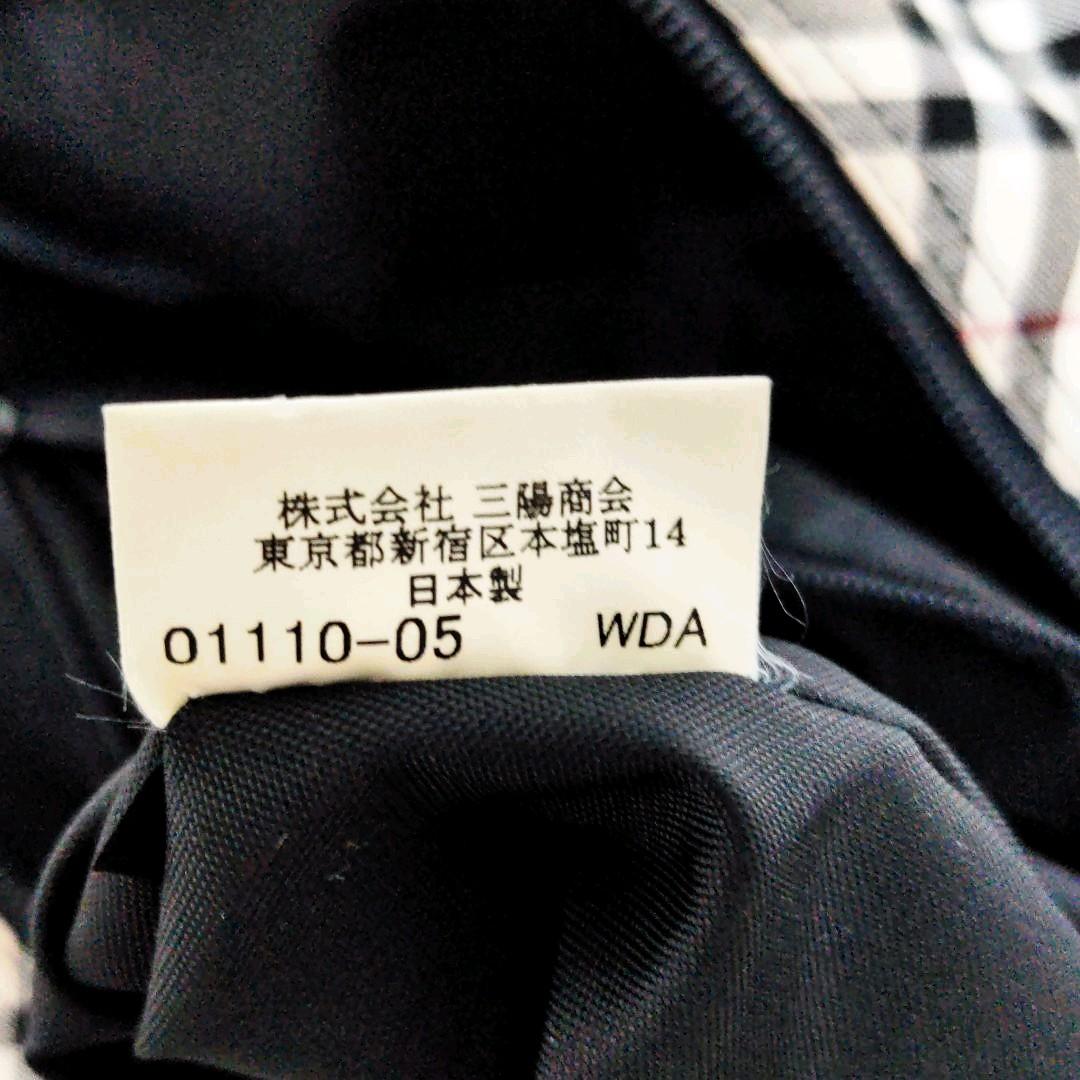 株式会社 三陽商会
東京都新宿区本塩町14
日本製
01110-05 WDA